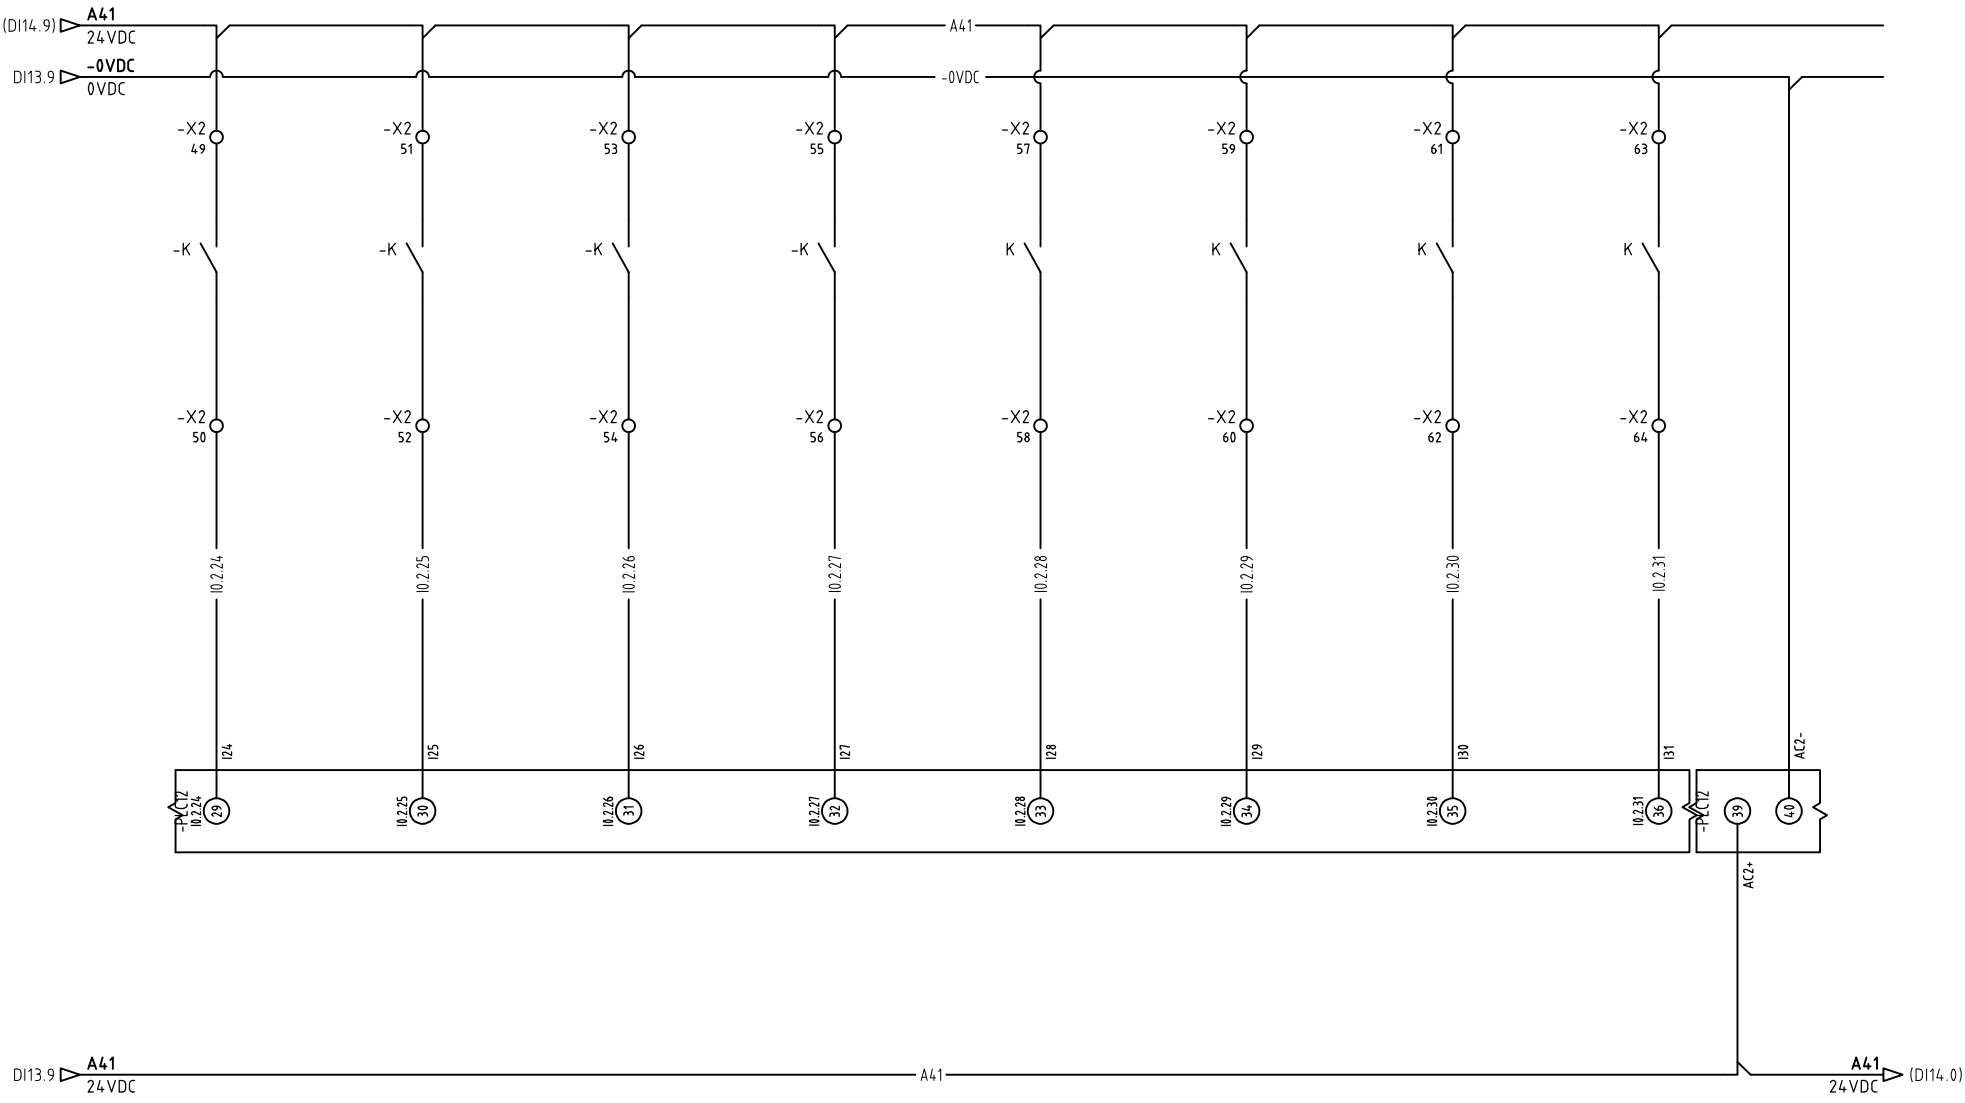 (DI14.9) A41
24VDC
A41
DI13.9 -0VDC
0VDC
-0VDC
-X2 -X2 -X2 -X2 -X2 -X2 -X2 -X2
49 51 53 55 57 59 61 63
-K -K -K -K K K K K
-X2 -X2 -X2 -X2 -X2 -X2 -X2 -X2
50 52 54 56 58 60 62 64
I0.2.24 I0.2.25 I0.2.26 I0.2.27 I0.2.28 I0.2.29 I0.2.30 I0.2.31
I24 I25 I26 I27 I28 I29 I30 I31 AC2-
-PLC12 I0.2.24 29 I0.2.25 30 I0.2.26 31 I0.2.27 32 I0.2.28 33 I0.2.29 34 I0.2.30 35 I0.2.31 36 -PLC12 39 40
AC2+
DI13.9 A41
24VDC
A41
A41
24VDC (DI14.0)